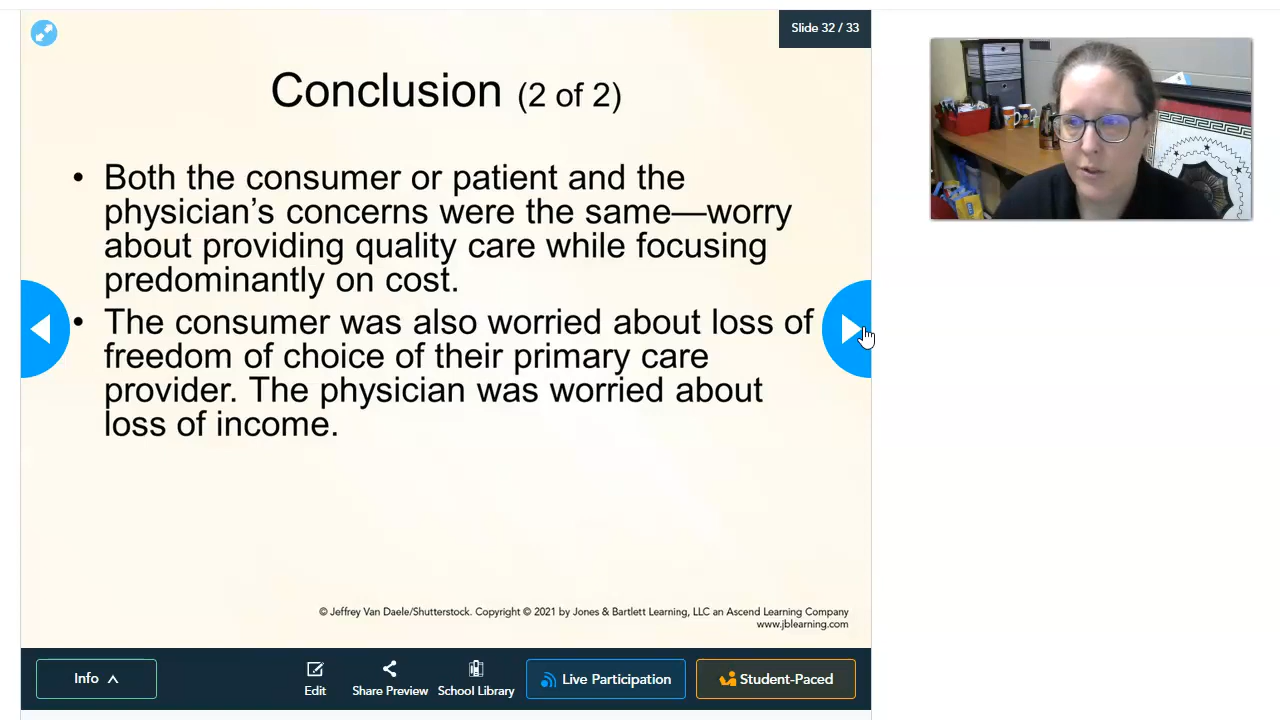 Slide 32 / 33
Conclusion (2 of 2)
• Both the consumer or patient and the
physician’s concerns were the same—worry
about providing quality care while focusing
predominantly on cost.
• The consumer was also worried about loss of
freedom of choice of their primary care
provider. The physician was worried about
loss of income.
© Jeffrey Van Daele/Shutterstock. Copyright © 2021 by Jones & Bartlett Learning, LLC an Ascend Learning Company
www.jblearning.com
Info
Edit
Share Preview
School Library
Live Participation
Student-Paced